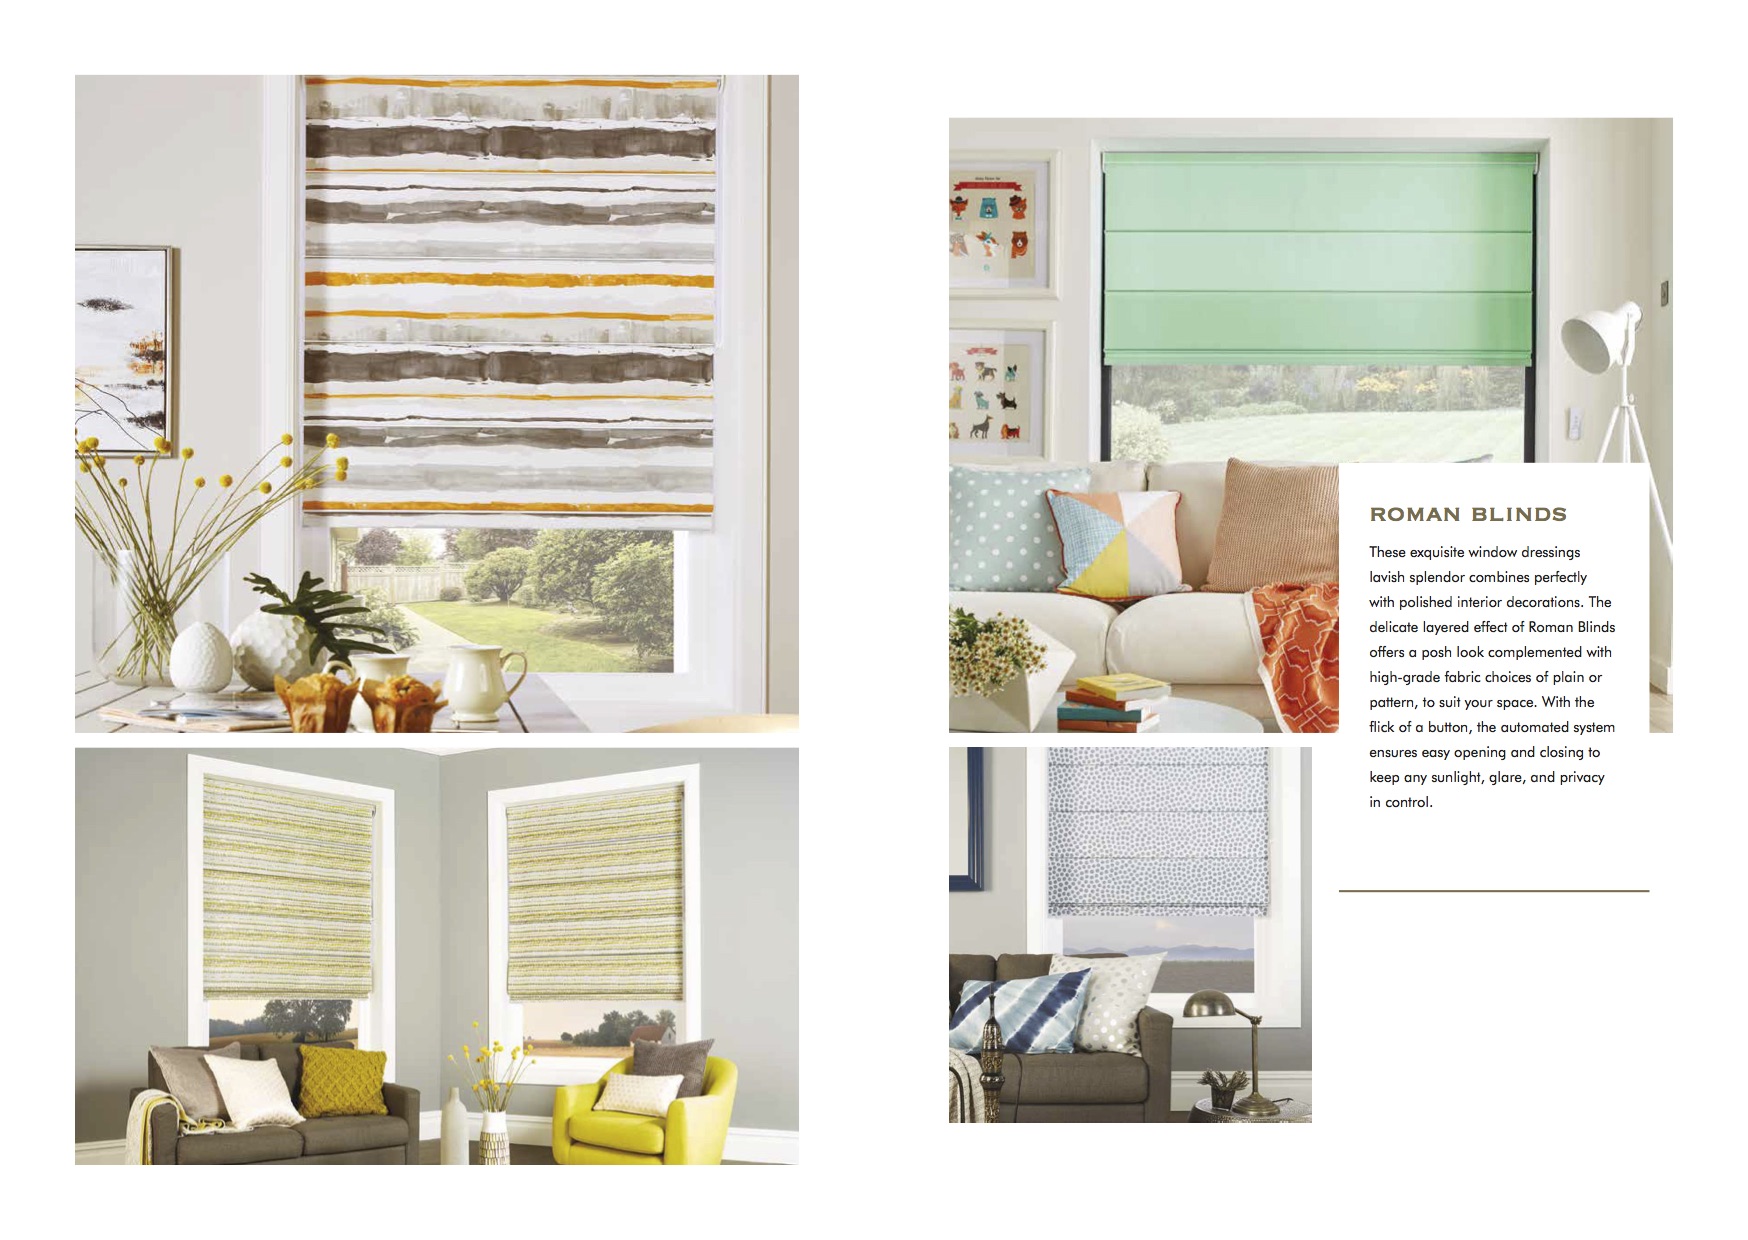 ROMAN BLINDS
These exquisite window dressings
lavish splendor combines perfectly
with polished interior decorations. The
delicate layered effect of Roman Blinds
offers a posh look complemented with
high-grade fabric choices of plain or
pattern, to suit your space. With the
flick of a button, the automated system
ensures easy opening and closing to
keep any sunlight, glare, and privacy
in control.